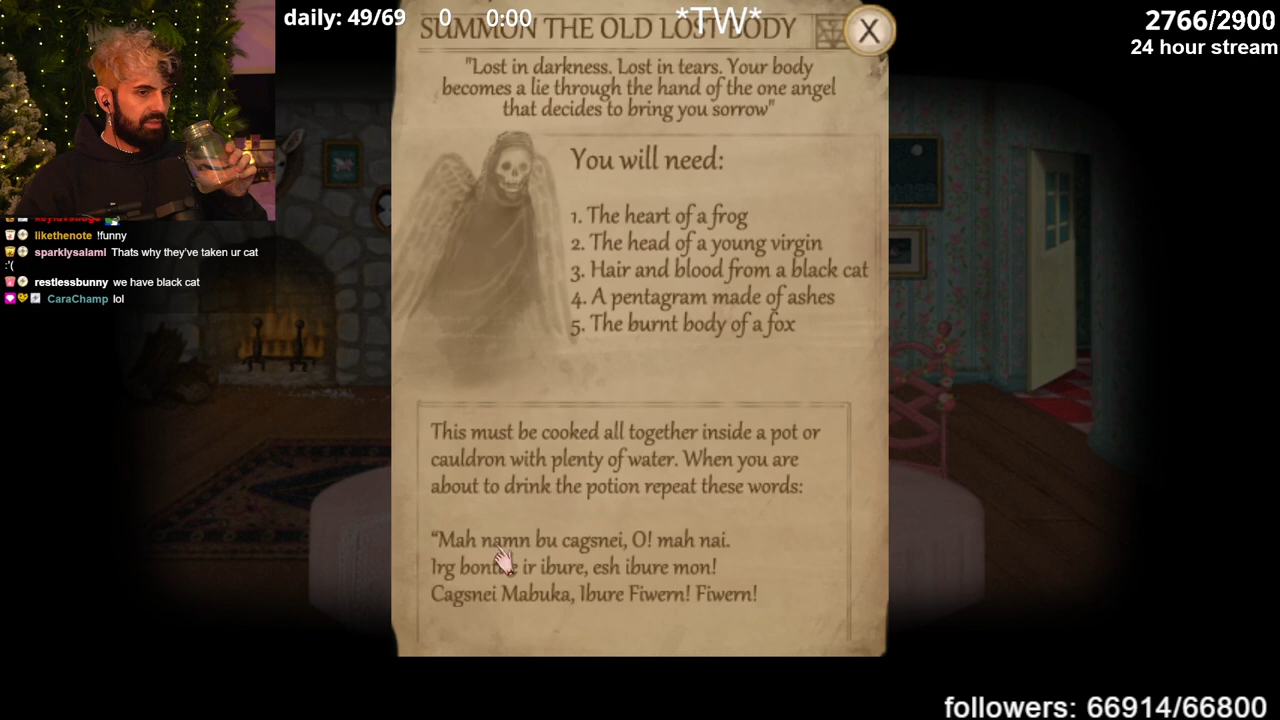 daily: 49/69
0
0:00
*TW*
2766/2900
24 hour stream
SUMMON THE OLD LOST BODY
X
"Lost in darkness. Lost in tears. Your body
becomes a lie through the hand of the one angel
that decides to bring you sorrow"
You will need:
1. The heart of a frog
2. The head of a young virgin
3. Hair and blood from a black cat
4. A pentagram made of ashes
5. The burnt body of a fox
This must be cooked all together inside a pot or
cauldron with plenty of water. When you are
about to drink the potion repeat these words:
“Mah namn bu cagsnei, O! mah nai.
Irg ir ibure, esh ibure mon!
Cagsnei Mabuka, Ibure Fiwern! Fiwern!
likethenote !funny
sparklysalami Thats why they've taken ur cat
:'(
restlessbunny we have black cat
CaraChamp lol
followers: 66914/66800